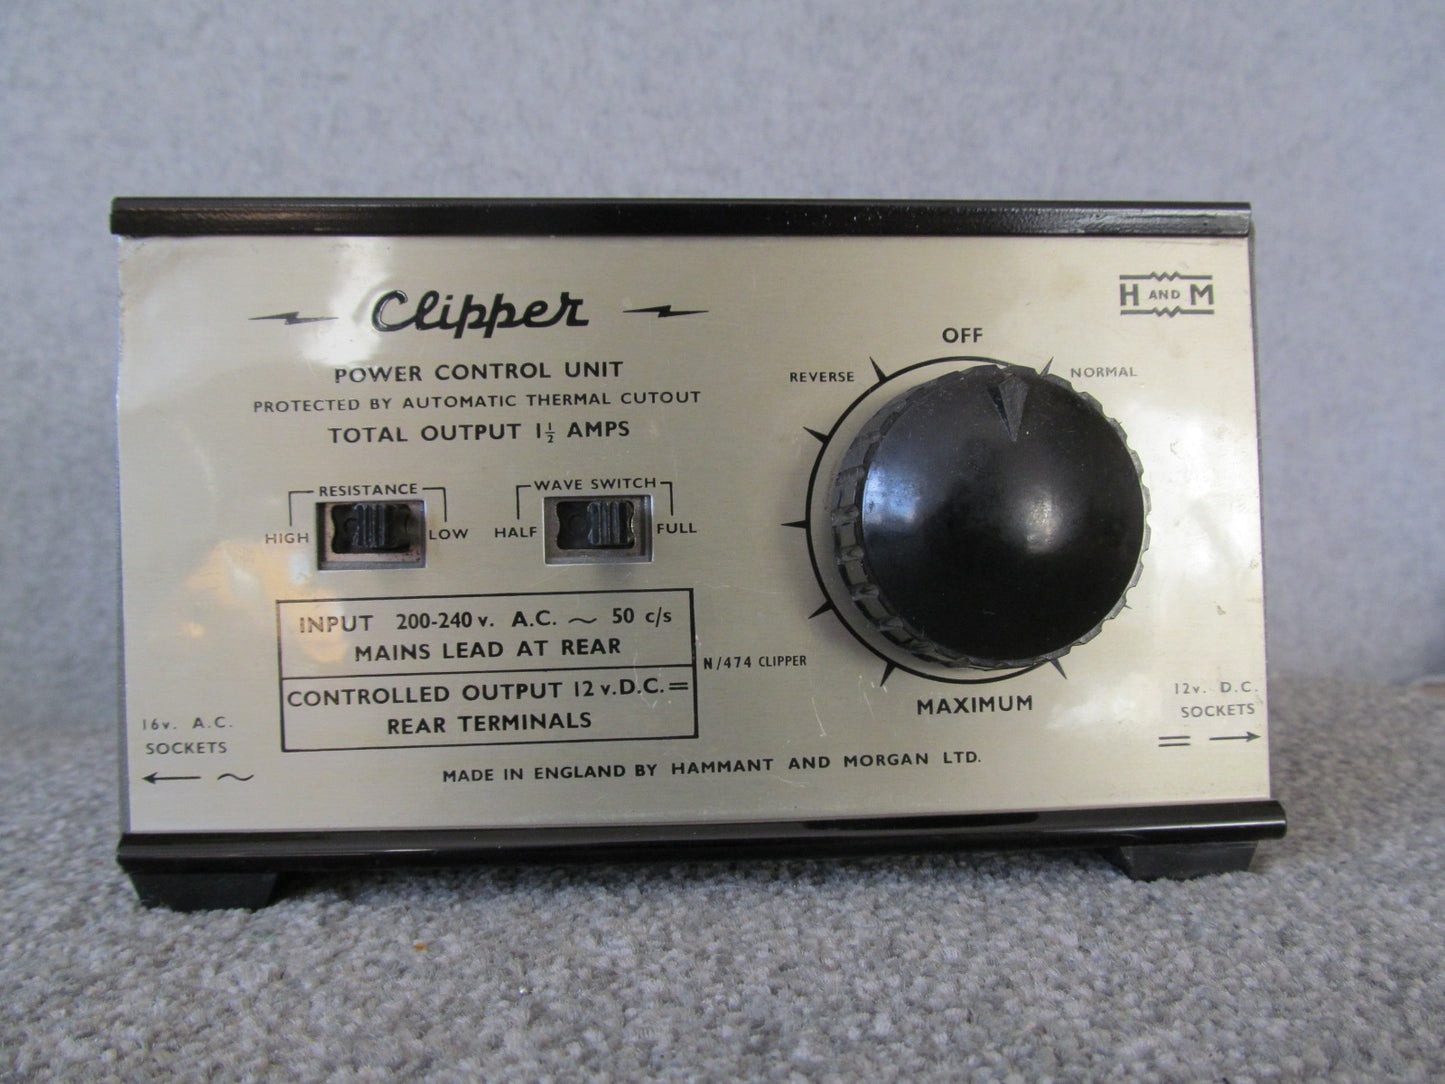 Clipper
POWER CONTROL UNIT
PROTECTED BY AUTOMATIC THERMAL CUTOUT
TOTAL OUTPUT 1½ AMPS
RESISTANCE
HIGH LOW
WAVE SWITCH
HALF FULL
INPUT 200-240 v. A.C. ~ 50 c/s
MAINS LEAD AT REAR
CONTROLLED OUTPUT 12 v. D.C. =
REAR TERMINALS
N/474 CLIPPER
16v. A.C.
SOCKETS
← ~
MADE IN ENGLAND BY HAMMANT AND MORGAN LTD.
H AND M
OFF
REVERSE
NORMAL
MAXIMUM
12v. D.C.
SOCKETS
= →